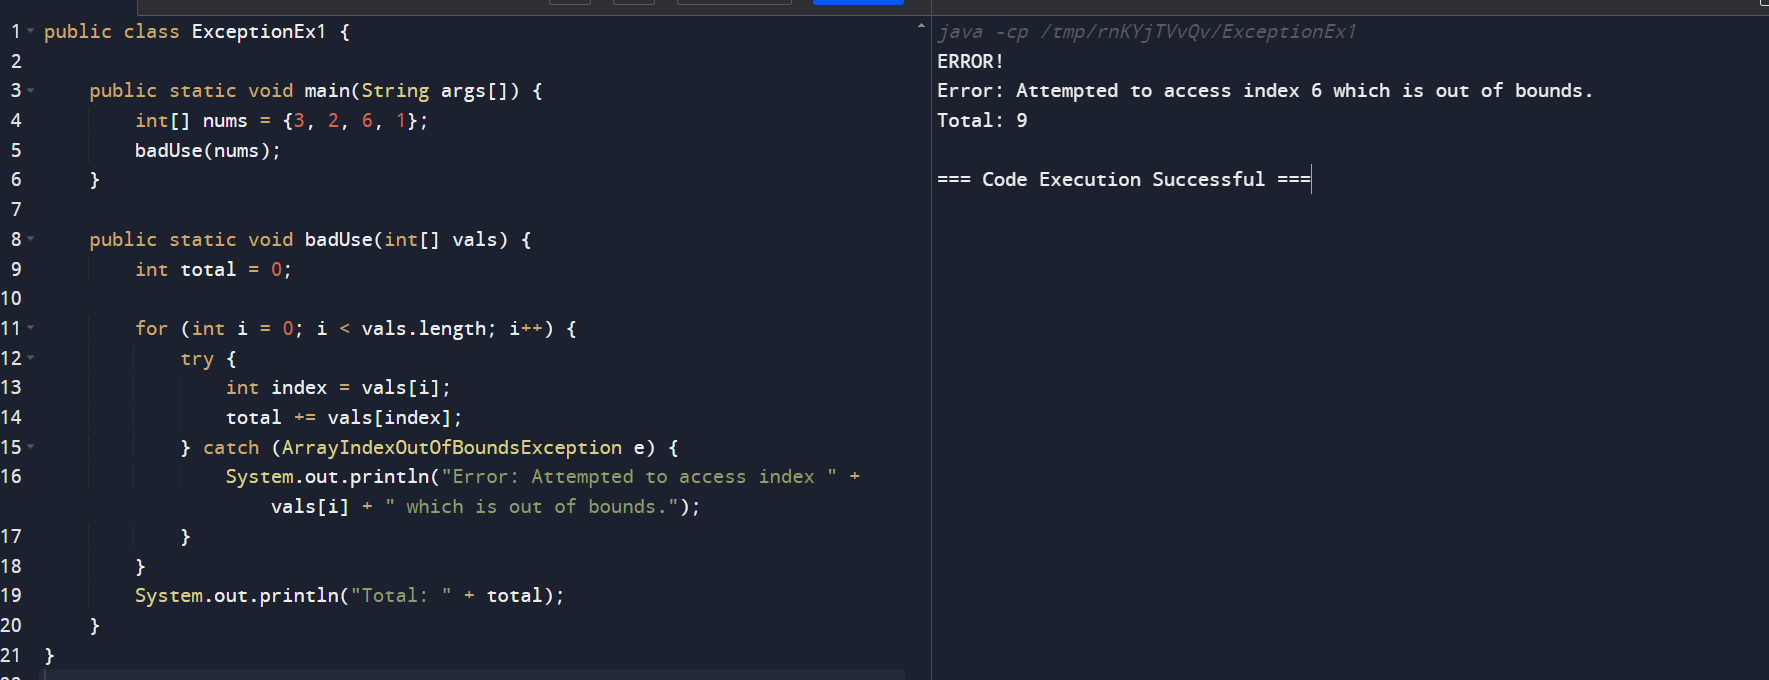 1 public class ExceptionEx1 {
2
3     public static void main(String args[]) {
4         int[] nums = {3, 2, 6, 1};
5         badUse(nums);
6     }
7
8     public static void badUse(int[] vals) {
9         int total = 0;
10
11         for (int i = 0; i < vals.length; i++) {
12             try {
13                 int index = vals[i];
14                 total += vals[index];
15             } catch (ArrayIndexOutOfBoundsException e) {
16                 System.out.println("Error: Attempted to access index " +
                    vals[i] + " which is out of bounds.");
17             }
18         }
19         System.out.println("Total: " + total);
20     }
21 }
java -cp /tmp/rnKYjTVvQv/ExceptionEx1
ERROR!
Error: Attempted to access index 6 which is out of bounds.
Total: 9
=== Code Execution Successful ===